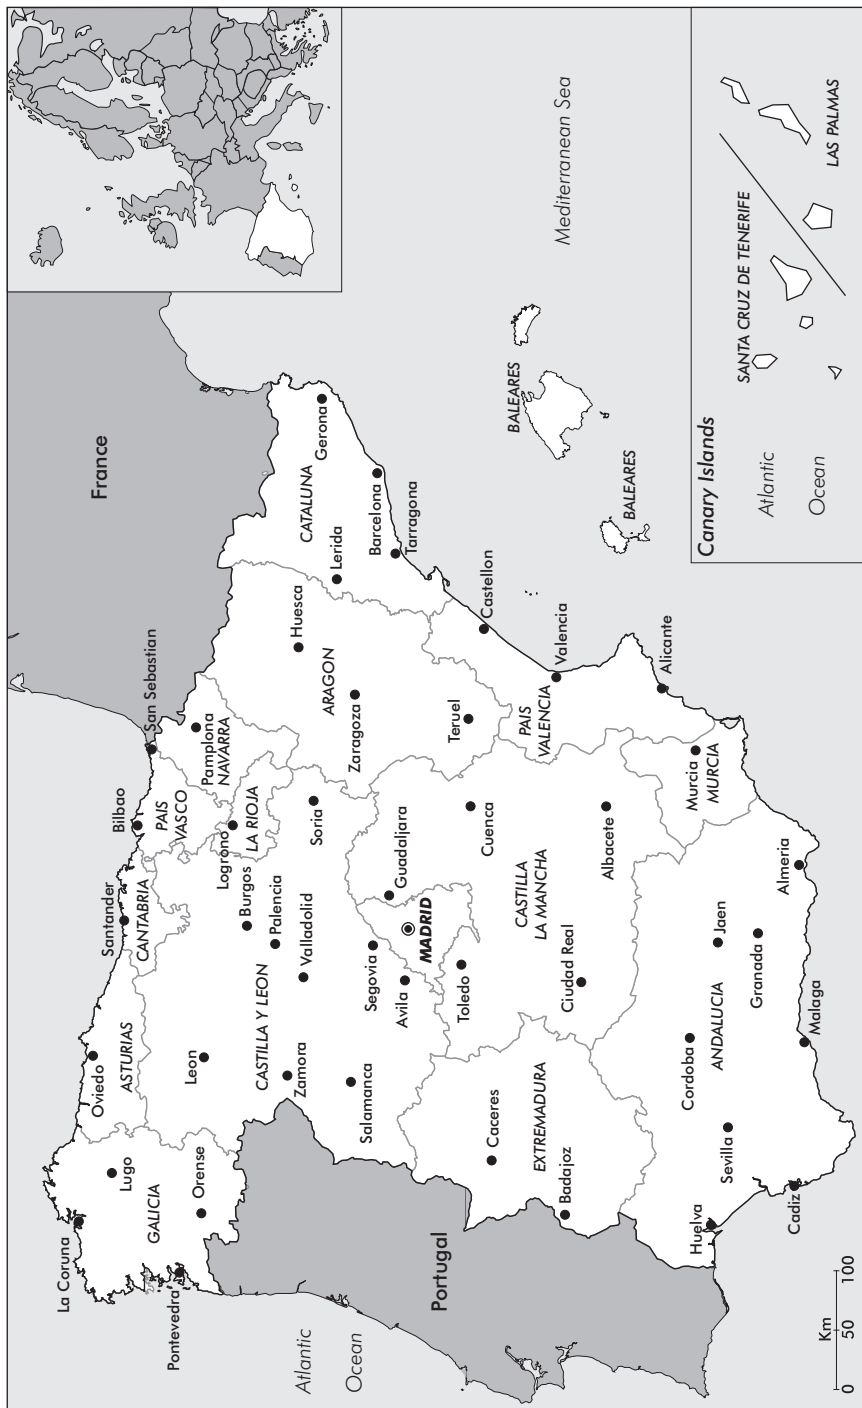 France
Mediterranean Sea
La Coruna
Lugo
Pontevedra
Orense
GALICIA
Oviedo
ASTURIAS
Santander
CANTABRIA
Bilbao
PAIS
VASCO
San Sebastian
Pamplona
NAVARRA
Logrono
LA RIOJA
Leon
Burgos
Palencia
Valladolid
CASTILLA Y LEON
Zamora
Soria
Salamanca
Segovia
Avila
Huesca
ARAGON
Zaragoza
Teruel
CATALUNA
Gerona
Lerida
Barcelona
Tarragona
Guadaljara
MADRID
Toledo
Cuenca
CASTILLA
LA MANCHA
Ciudad Real
Albacete
Castellon
PAIS
VALENCIA
Valencia
Alicante
BALEARES
BALEARES
Caceres
EXTREMADURA
Badajoz
Murcia
MURCIA
Cordoba
Jaen
ANDALUCIA
Sevilla
Granada
Almeria
Huelva
Cadiz
Malaga
Portugal
Atlantic
Ocean
Km
0 50 100
Canary Islands
Atlantic
Ocean
SANTA CRUZ DE TENERIFE
LAS PALMAS